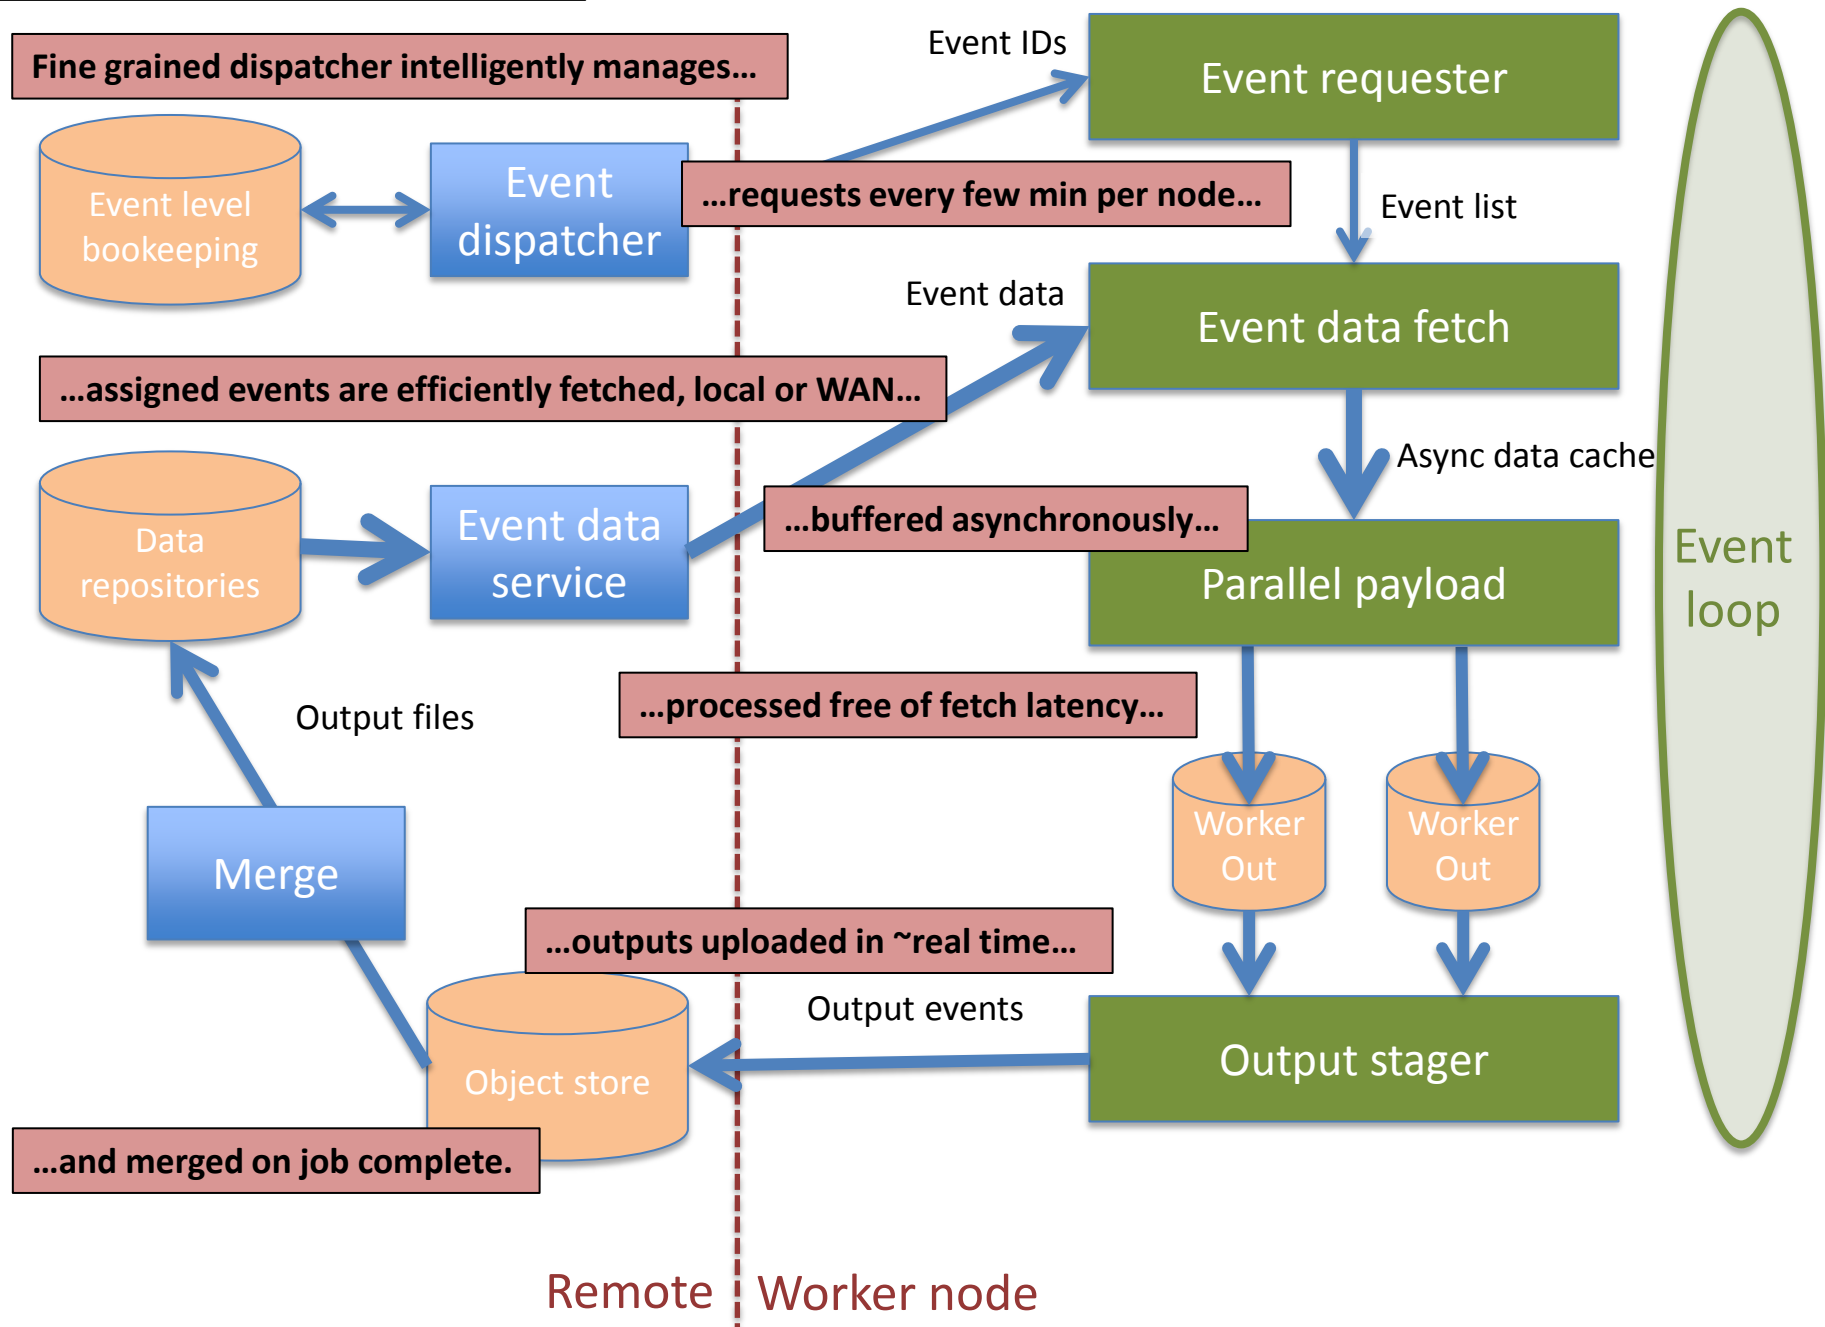 Fine grained dispatcher intelligently manages…
Event IDs
Event requester
Event level
bookeeping
Event
dispatcher
…requests every few min per node…
Event list
Event data
Event data fetch
…assigned events are efficiently fetched, local or WAN…
Async data cache
Data
repositories
Event data
service
…buffered asynchronously…
Parallel payload
Event
loop
…processed free of fetch latency…
Output files
Worker
Out
Worker
Out
Merge
…outputs uploaded in ~real time…
Output events
Object store
Output stager
…and merged on job complete.
Remote
Worker node